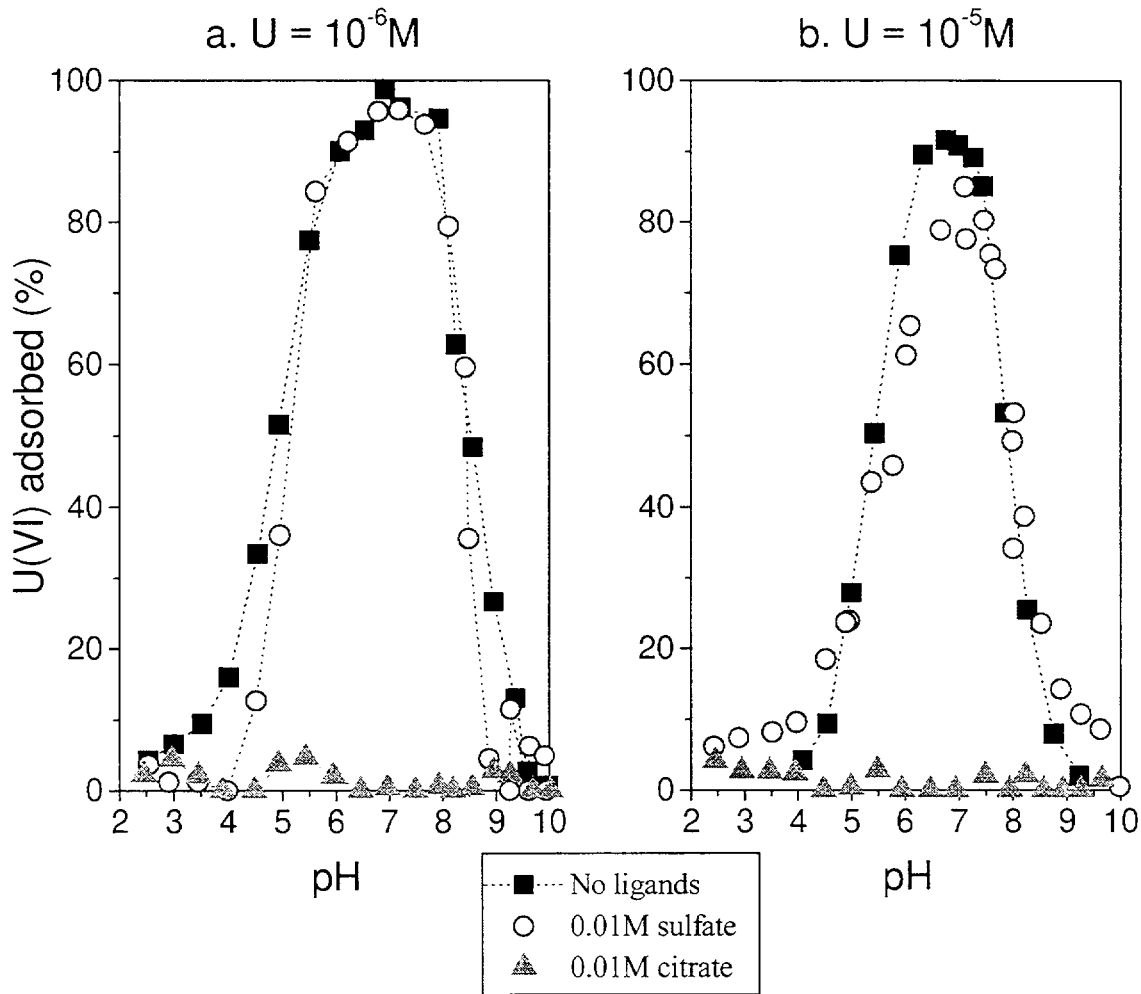 a. U = 10⁻⁶M
b. U = 10⁻⁵M
U(VI) adsorbed (%)
100
80
60
40
20
0
2 3 4 5 6 7 8 9 10
pH
100
80
60
40
20
0
2 3 4 5 6 7 8 9 10
pH
No ligands
0.01M sulfate
0.01M citrate